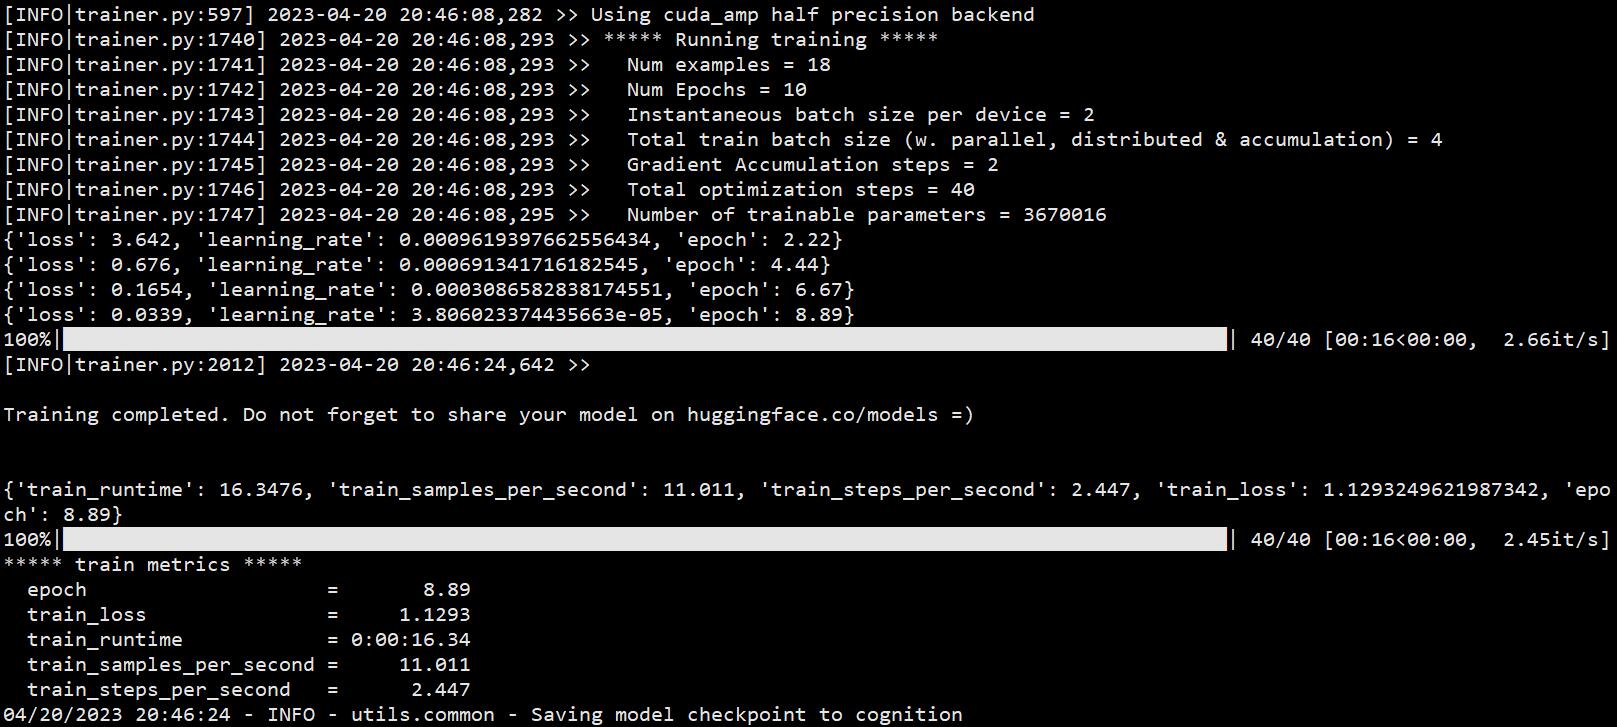 [INFO|trainer.py:597] 2023-04-20 20:46:08,282 >> Using cuda_amp half precision backend
[INFO|trainer.py:1740] 2023-04-20 20:46:08,293 >> ***** Running training *****
[INFO|trainer.py:1741] 2023-04-20 20:46:08,293 >>   Num examples = 18
[INFO|trainer.py:1742] 2023-04-20 20:46:08,293 >>   Num Epochs = 10
[INFO|trainer.py:1743] 2023-04-20 20:46:08,293 >>   Instantaneous batch size per device = 2
[INFO|trainer.py:1744] 2023-04-20 20:46:08,293 >>   Total train batch size (w. parallel, distributed & accumulation) = 4
[INFO|trainer.py:1745] 2023-04-20 20:46:08,293 >>   Gradient Accumulation steps = 2
[INFO|trainer.py:1746] 2023-04-20 20:46:08,293 >>   Total optimization steps = 40
[INFO|trainer.py:1747] 2023-04-20 20:46:08,295 >>   Number of trainable parameters = 3670016
{'loss': 3.642, 'learning_rate': 0.0009619397662556434, 'epoch': 2.22}
{'loss': 0.676, 'learning_rate': 0.000691341716182545, 'epoch': 4.44}
{'loss': 0.1654, 'learning_rate': 0.0003086582838174551, 'epoch': 6.67}
{'loss': 0.0339, 'learning_rate': 3.806023374435663e-05, 'epoch': 8.89}
100%| | 40/40 [00:16<00:00,  2.66it/s]
[INFO|trainer.py:2012] 2023-04-20 20:46:24,642 >>
Training completed. Do not forget to share your model on huggingface.co/models =)
{'train_runtime': 16.3476, 'train_samples_per_second': 11.011, 'train_steps_per_second': 2.447, 'train_loss': 1.1293249621987342, 'epo
ch': 8.89}
100%| | 40/40 [00:16<00:00,  2.45it/s]
***** train metrics *****
  epoch                    =       8.89
  train_loss               =     1.1293
  train_runtime            = 0:00:16.34
  train_samples_per_second =     11.011
  train_steps_per_second   =      2.447
04/20/2023 20:46:24 - INFO - utils.common - Saving model checkpoint to cognition